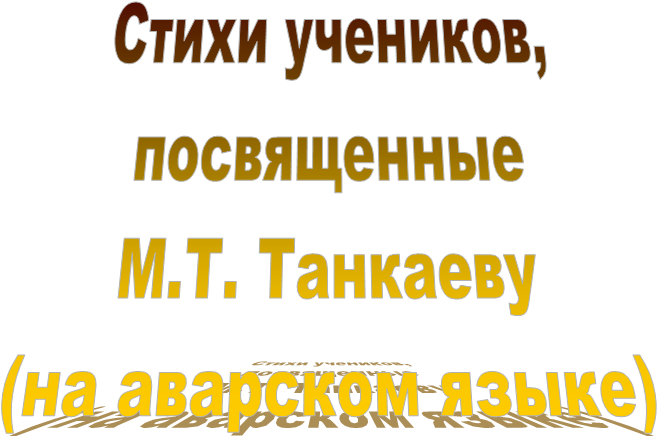 Стихи учеников,
посвященные
М.Т. Танкаеву
(на аварском языке)